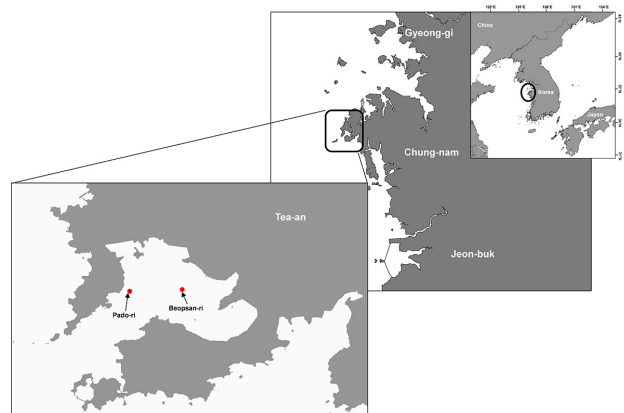 Gyeong-gi
China
Korea
Japan
Chung-nam
Tea-an
Jeon-buk
Beopsan-ri
Pado-ri